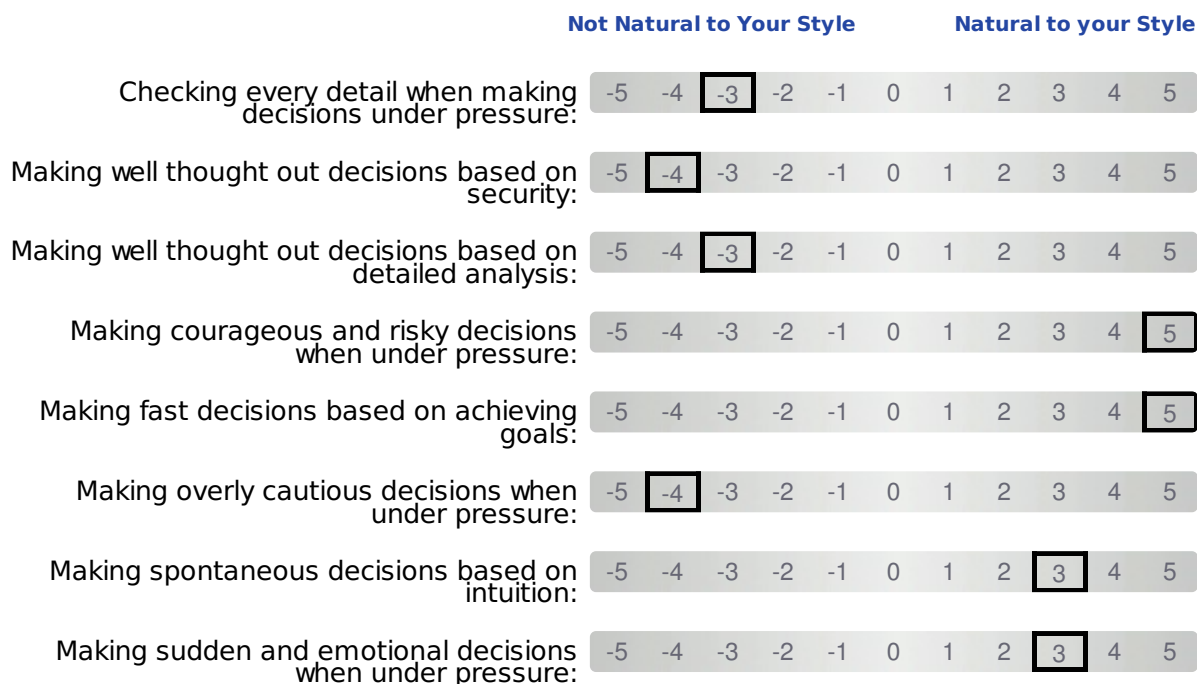 Not Natural to Your Style Natural to your Style
Checking every detail when making
decisions under pressure:
-5 -4 -3 -2 -1 0 1 2 3 4 5
Making well thought out decisions based on
security:
-5 -4 -3 -2 -1 0 1 2 3 4 5
Making well thought out decisions based on
detailed analysis:
-5 -4 -3 -2 -1 0 1 2 3 4 5
Making courageous and risky decisions
when under pressure:
-5 -4 -3 -2 -1 0 1 2 3 4 5
Making fast decisions based on achieving
goals:
-5 -4 -3 -2 -1 0 1 2 3 4 5
Making overly cautious decisions when
under pressure:
-5 -4 -3 -2 -1 0 1 2 3 4 5
Making spontaneous decisions based on
intuition:
-5 -4 -3 -2 -1 0 1 2 3 4 5
Making sudden and emotional decisions
when under pressure:
-5 -4 -3 -2 -1 0 1 2 3 4 5